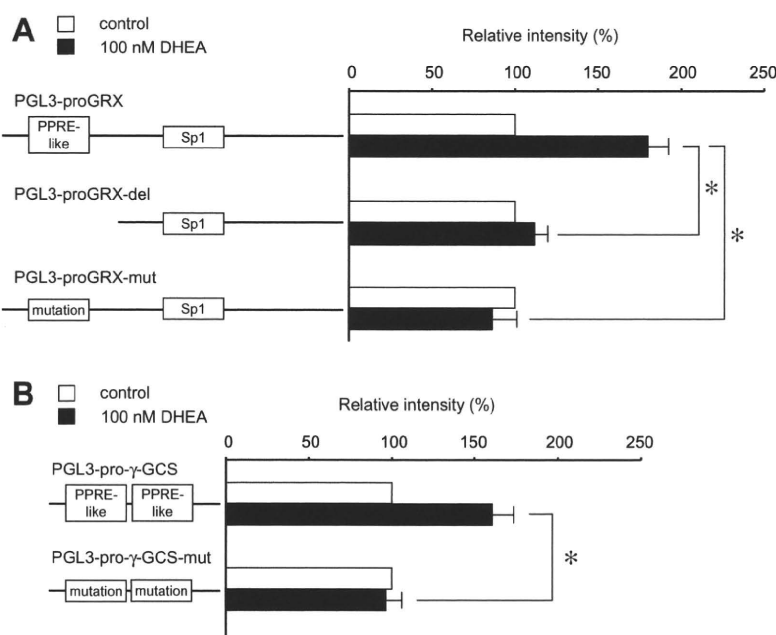 A
control
100 nM DHEA
Relative intensity (%)
0 50 100 150 200 250
PGL3-proGRX
PPRE-
like
Sp1
*
PGL3-proGRX-del
Sp1
*
PGL3-proGRX-mut
mutation
Sp1
B
control
100 nM DHEA
Relative intensity (%)
0 50 100 150 200 250
PGL3-pro-γ-GCS
PPRE- PPRE-
like like
*
PGL3-pro-γ-GCS-mut
mutation mutation